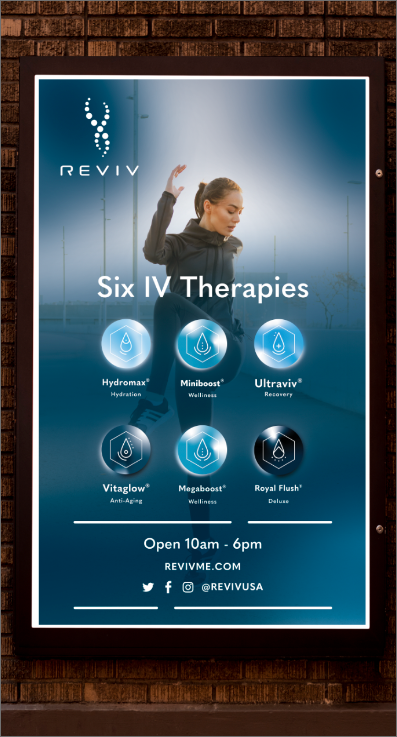 REVIV
Six IV Therapies
Hydromax® Miniboost® Ultraviv®
Hydration Wellness Recovery
Vitaglow® Megaboost® Royal Flush®
Anti-Aging Wellness Deluxe
Open 10am - 6pm
REVIVME.COM
@REVIVUSA